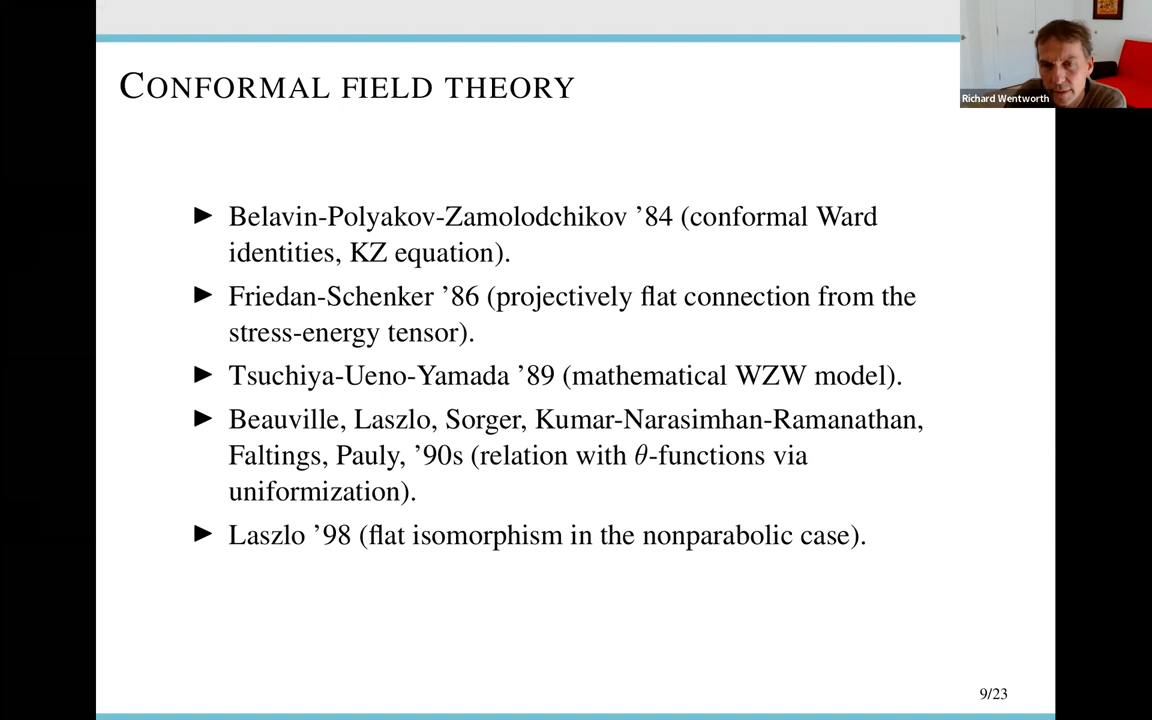 CONFORMAL FIELD THEORY
Richard Wentworth
▶ Belavin-Polyakov-Zamolodchikov ’84 (conformal Ward
identities, KZ equation).
▶ Friedan-Schenker ’86 (projectively flat connection from the
stress-energy tensor).
▶ Tsuchiya-Ueno-Yamada ’89 (mathematical WZW model).
▶ Beauville, Laszlo, Sorger, Kumar-Narasimhan-Ramanathan,
Faltings, Pauly, ’90s (relation with θ-functions via
uniformization).
▶ Laszlo ’98 (flat isomorphism in the nonparabolic case).
9/23